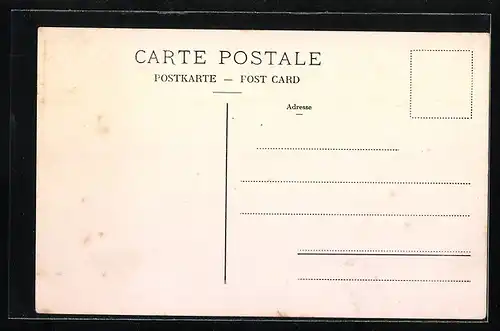 CARTE POSTALE
POSTKARTE — POST CARD
Adresse